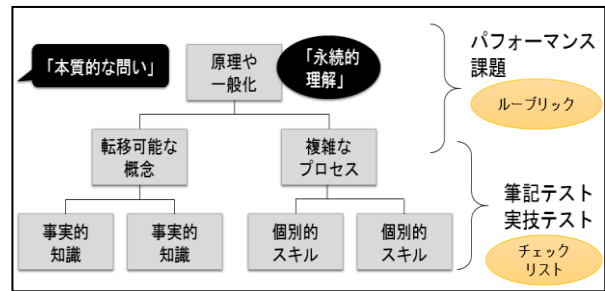 「本質的な問い」
原理や
一般化
「永続的
理解」
パフォーマンス
課題
ルーブリック
転移可能な
概念
複雑な
プロセス
事実的
知識
事実的
知識
個別的
スキル
個別的
スキル
筆記テスト
実技テスト
チェック
リスト